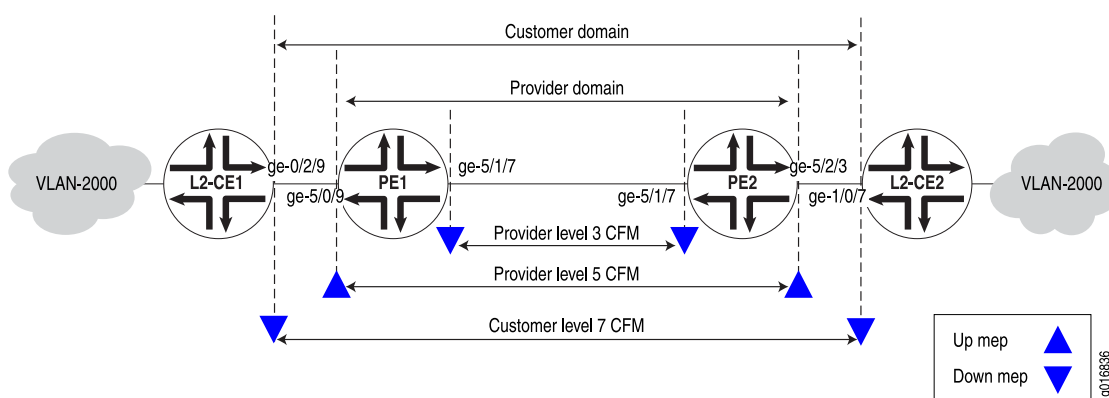 Customer domain
Provider domain
VLAN-2000
L2-CE1
ge-0/2/9
ge-5/0/9
PE1
ge-5/1/7
ge-5/1/7
PE2
ge-5/2/3
ge-1/0/7
L2-CE2
VLAN-2000
Provider level 3 CFM
Provider level 5 CFM
Customer level 7 CFM
Up mep
Down mep
g016836